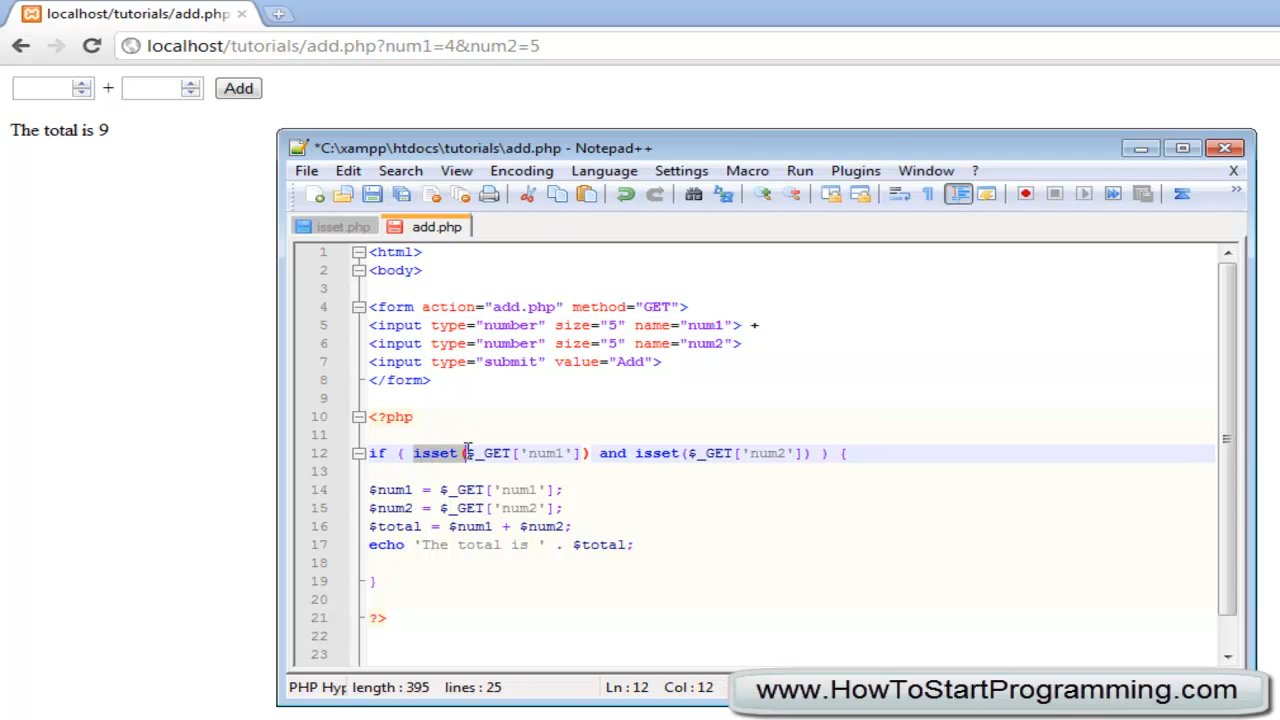 localhost/tutorials/add.php
localhost/tutorials/add.php?num1=4&num2=5
+ Add
The total is 9
*C:\xampp\htdocs\tutorials\add.php - Notepad++
File Edit Search View Encoding Language Settings Macro Run Plugins Window ? X
isset.php add.php
1 <html>
2 <body>
3
4 <form action="add.php" method="GET">
5 <input type="number" size="5" name="num1"> +
6 <input type="number" size="5" name="num2">
7 <input type="submit" value="Add">
8 </form>
9
10 <?php
11
12 if ( isset($_GET['num1']) and isset($_GET['num2']) ) {
13
14 $num1 = $_GET['num1'];
15 $num2 = $_GET['num2'];
16 $total = $num1 + $num2;
17 echo 'The total is ' . $total;
18
19 }
20
21 ?>
22
23
PHP Hyp length : 395 lines : 25 Ln : 12 Col : 12
www.HowToStartProgramming.com